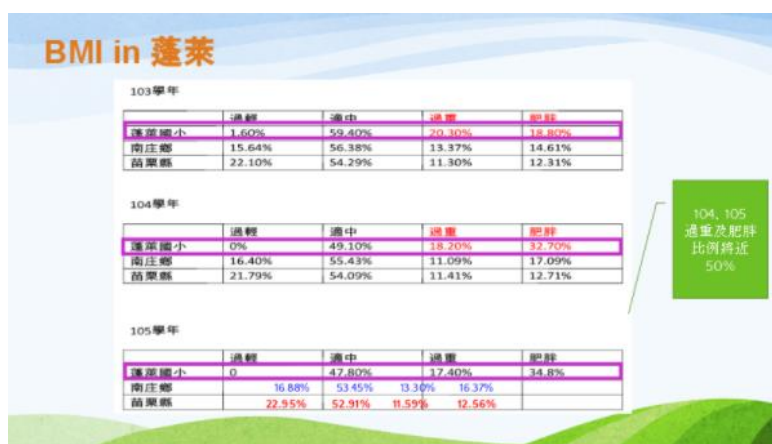 BMI in 蓬萊
103學年
過輕 適中 過重 肥胖
蓬萊國小 1.60% 59.40% 20.30% 18.80%
南庄鄉 15.64% 56.38% 13.37% 14.61%
苗栗縣 22.10% 54.29% 11.30% 12.31%
104學年
過輕 適中 過重 肥胖
蓬萊國小 0% 49.10% 18.20% 32.70%
南庄鄉 16.40% 55.43% 11.09% 17.09%
苗栗縣 21.79% 54.09% 11.41% 12.71%
104, 105
過重及肥胖
比例將近
50%
105學年
過輕 適中 過重 肥胖
蓬萊國小 0 47.80% 17.40% 34.8%
南庄鄉 16.88% 53.45% 13.30% 16.37%
苗栗縣 22.95% 52.91% 11.59% 12.56%